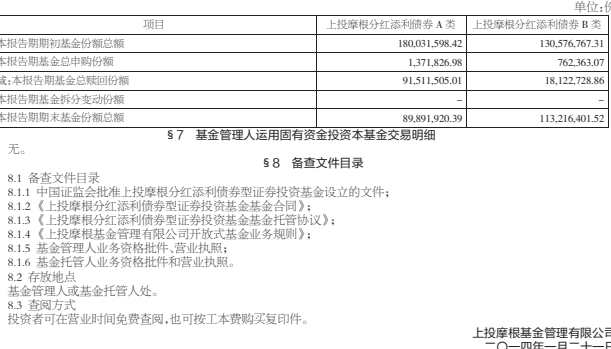 单位:份
项目 上投摩根分红添利债券 A 类 上投摩根分红添利债券 B 类
本报告期期初基金份额总额 180,031,598.42 130,576,767.31
本报告期基金总申购份额 1,371,826.98 762,363.07
减:本报告期基金总赎回份额 91,511,505.01 18,122,728.86
本报告期基金拆分变动份额 – –
本报告期期末基金份额总额 89,891,920.39 113,216,401.52
§7 基金管理人运用固有资金投资本基金交易明细
无。
§8 备查文件目录
8.1 备查文件目录
8.1.1 中国证监会批准上投摩根分红添利债券型证券投资基金设立的文件;
8.1.2《上投摩根分红添利债券型证券投资基金基金合同》;
8.1.3《上投摩根分红添利债券型证券投资基金基金托管协议》;
8.1.4《上投摩根基金管理有限公司开放式基金业务规则》;
8.1.5 基金管理人业务资格批件、营业执照;
8.1.6 基金托管人业务资格批件和营业执照。
8.2 存放地点
基金管理人或基金托管人处。
8.3 查阅方式
投资者可在营业时间免费查阅,也可按工本费购买复印件。
上投摩根基金管理有限公司
二〇一四年一月二十一日